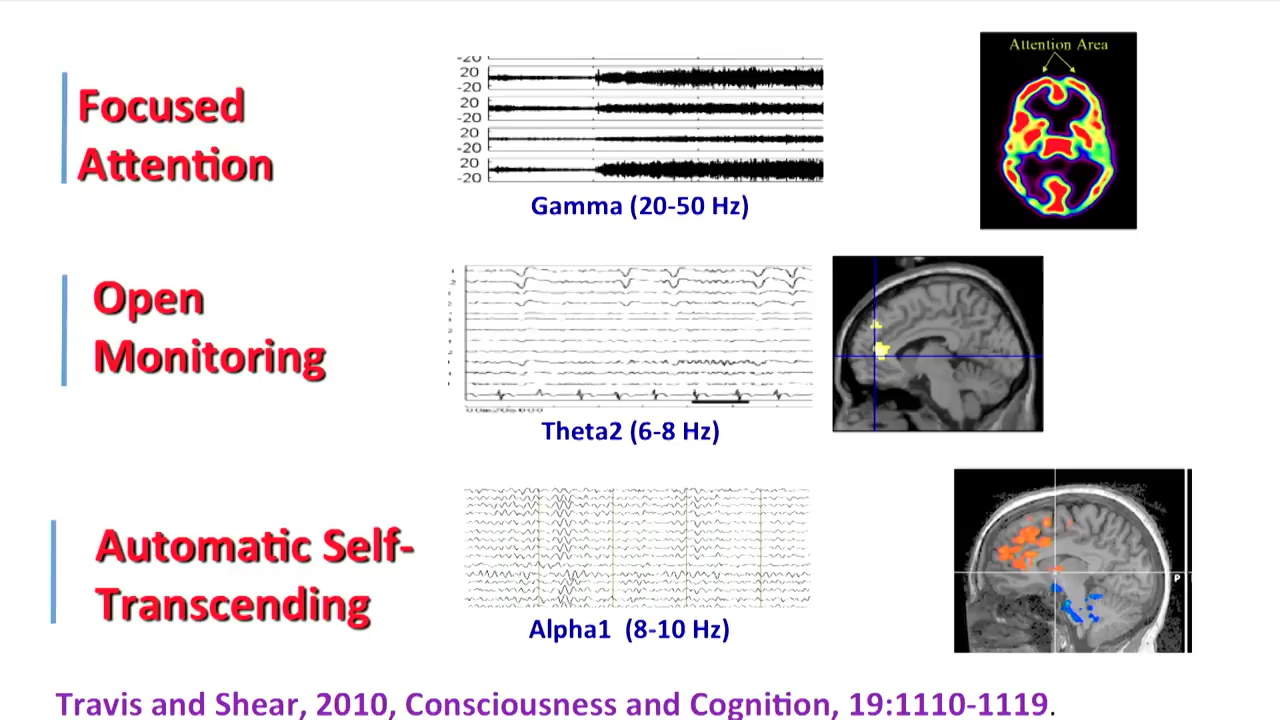 Attention Area
Focused
Attention
-20
20
-20
20
-20
20
-20
20
-20
Gamma (20-50 Hz)
Open
Monitoring
Theta2 (6-8 Hz)
Automatic Self-
Transcending
P
Alpha1 (8-10 Hz)
Travis and Shear, 2010, Consciousness and Cognition, 19:1110-1119.